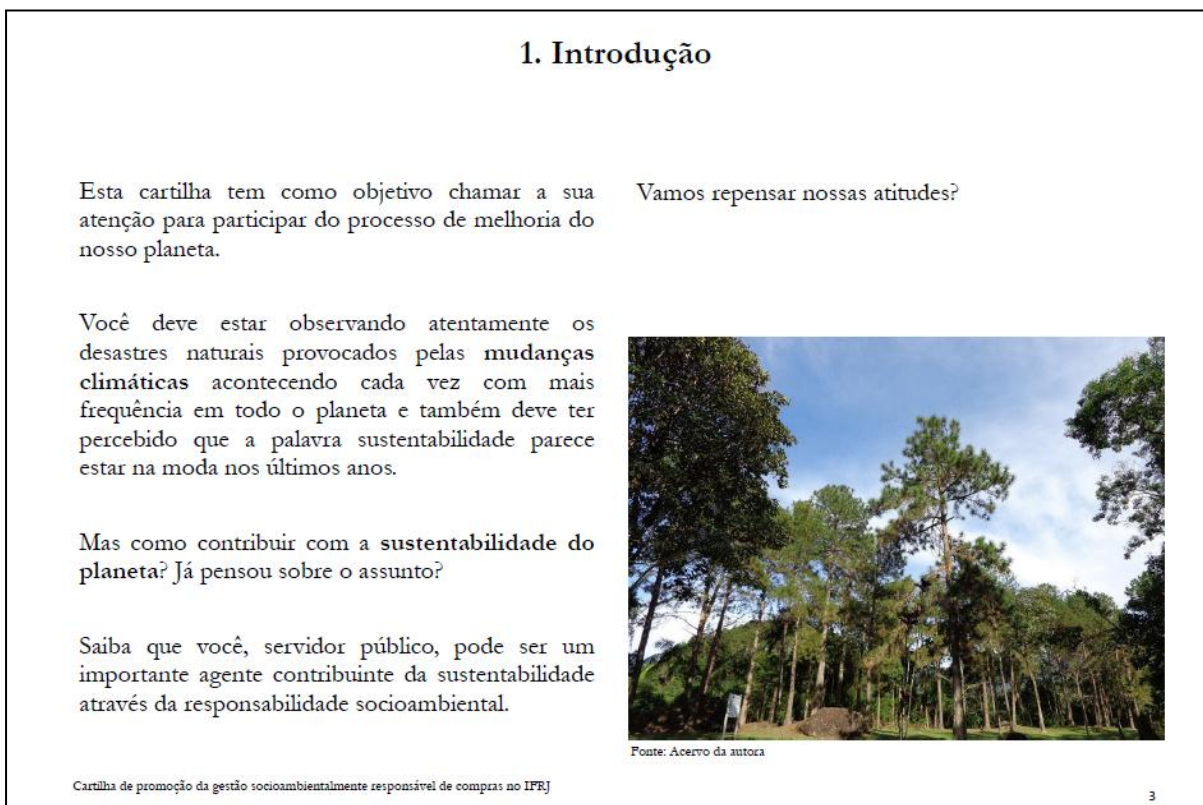 1. Introdução
Esta cartilha tem como objetivo chamar a sua
atenção para participar do processo de melhoria do
nosso planeta.
Você deve estar observando atentamente os
desastres naturais provocados pelas mudanças
climáticas acontecendo cada vez com mais
frequência em todo o planeta e também deve ter
percebido que a palavra sustentabilidade parece
estar na moda nos últimos anos.
Mas como contribuir com a sustentabilidade do
planeta? Já pensou sobre o assunto?
Saiba que você, servidor público, pode ser um
importante agente contribuinte da sustentabilidade
através da responsabilidade socioambiental.
Vamos repensar nossas atitudes?
Fonte: Acervo da autora
Cartilha de promoção da gestão socioambientalmente responsável de compras no IFRJ
3